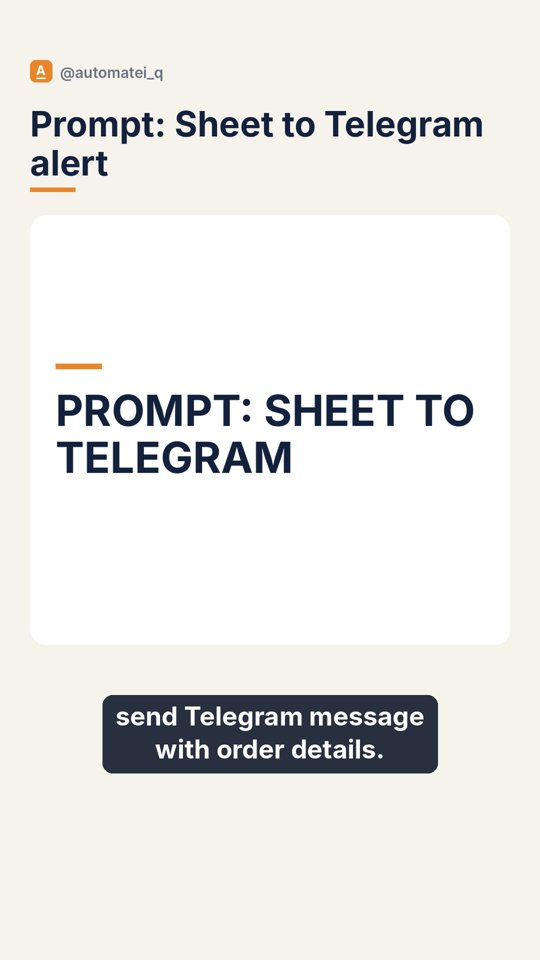 A
@automatei_q
Prompt: Sheet to Telegram
alert
PROMPT: SHEET TO
TELEGRAM
send Telegram message
with order details.